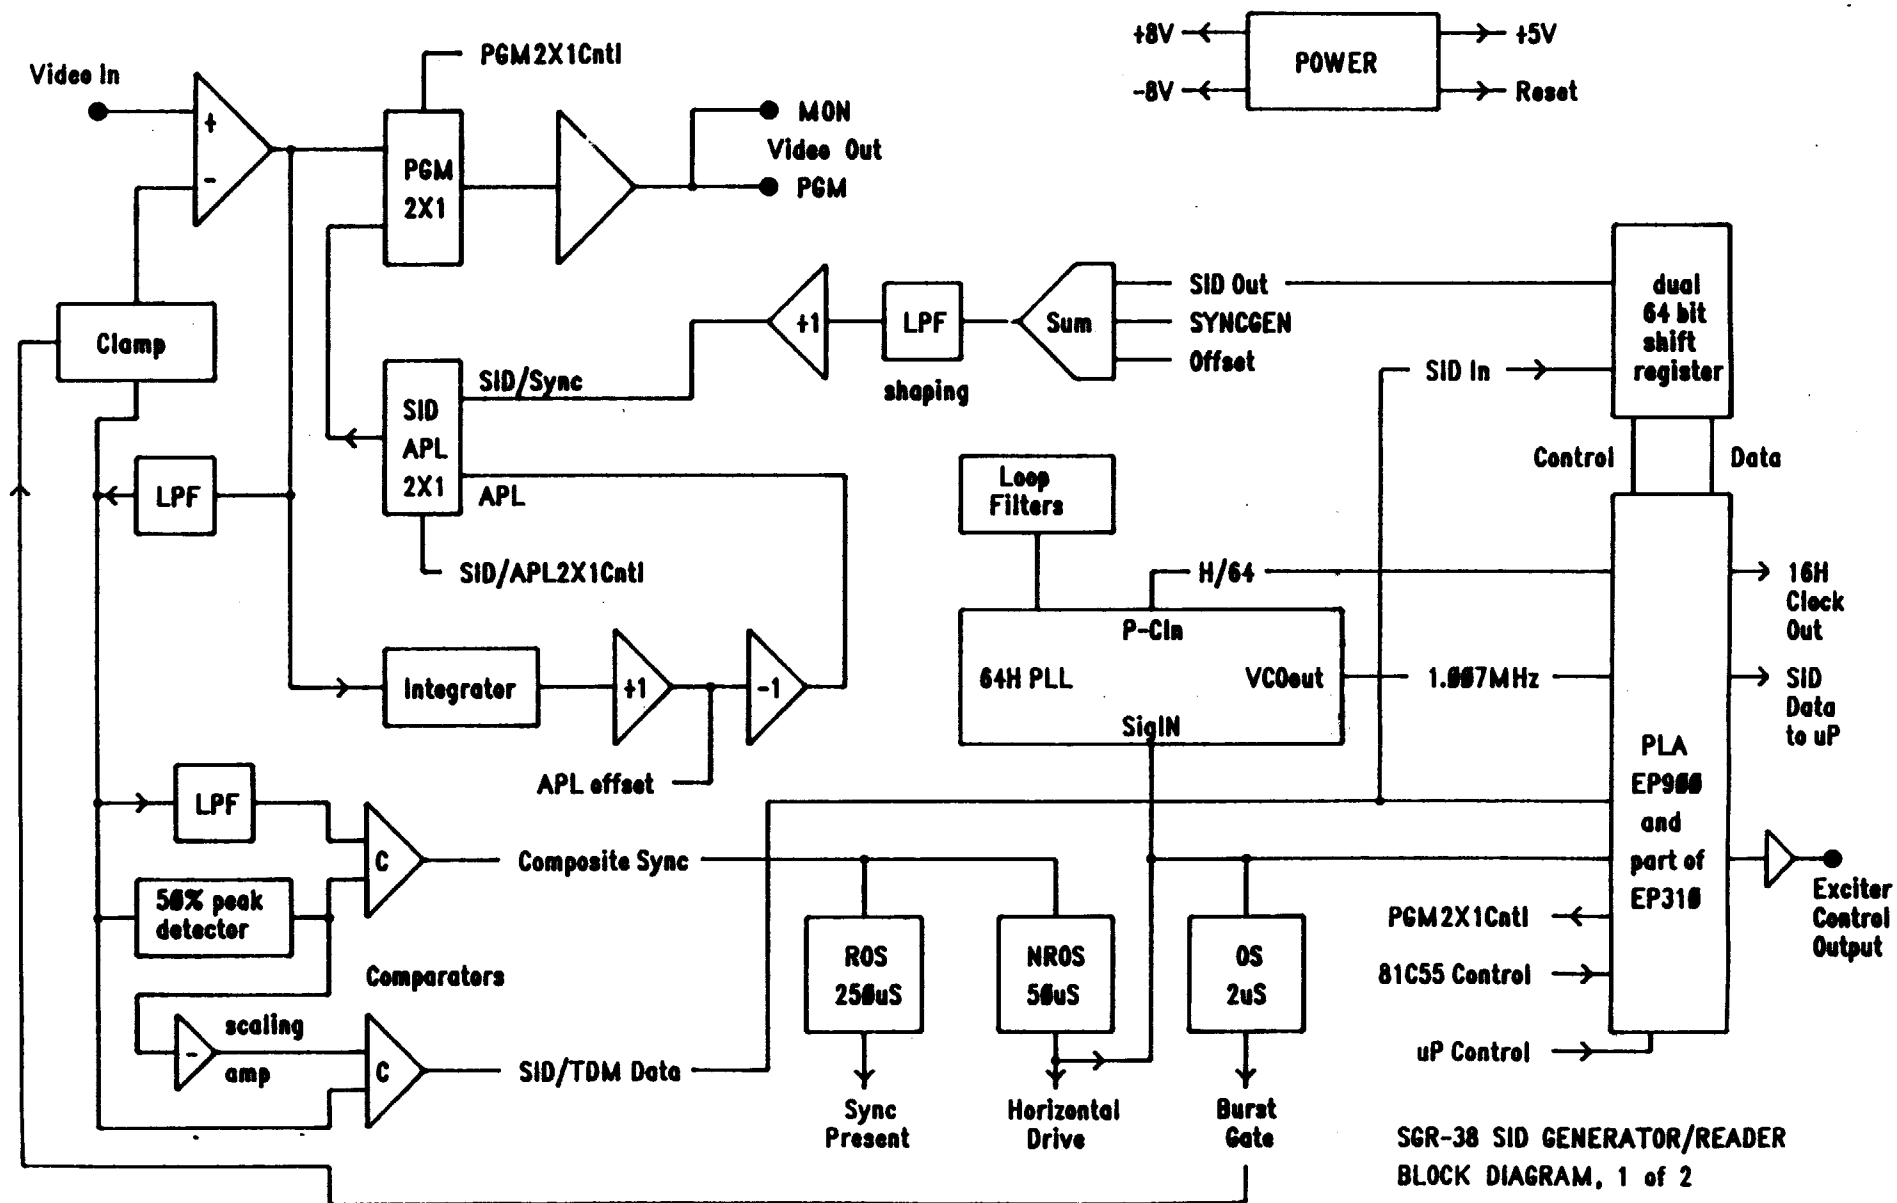 +8V
POWER
+5V
-8V
Reset
Video In
PGM2X1Cntl
+
-
PGM
2X1
MON
Video Out
PGM
Clamp
SID Out
SYNCGEN
Offset
Sum
LPF
shaping
+1
dual
64 bit
shift
register
SID In
SID/Sync
SID
APL
2X1
APL
SID/APL2X1Cntl
LPF
Control
Data
Loop
Filters
H/64
P-CIn
64H PLL
VCOout
1.007MHz
SigIN
16H
Clock
Out
SID
Data
to uP
PLA
EP900
and
part of
EP310
Integrator
+1
-1
APL offset
LPF
C
Composite Sync
50% peak
detector
Comparators
scaling
amp
-
C
SID/TDM Data
ROS
250uS
NROS
50uS
OS
2uS
Sync
Present
Horizontal
Drive
Burst
Gate
PGM2X1Cntl
81C55 Control
uP Control
Exciter
Control
Output
SGR-38 SID GENERATOR/READER
BLOCK DIAGRAM, 1 of 2